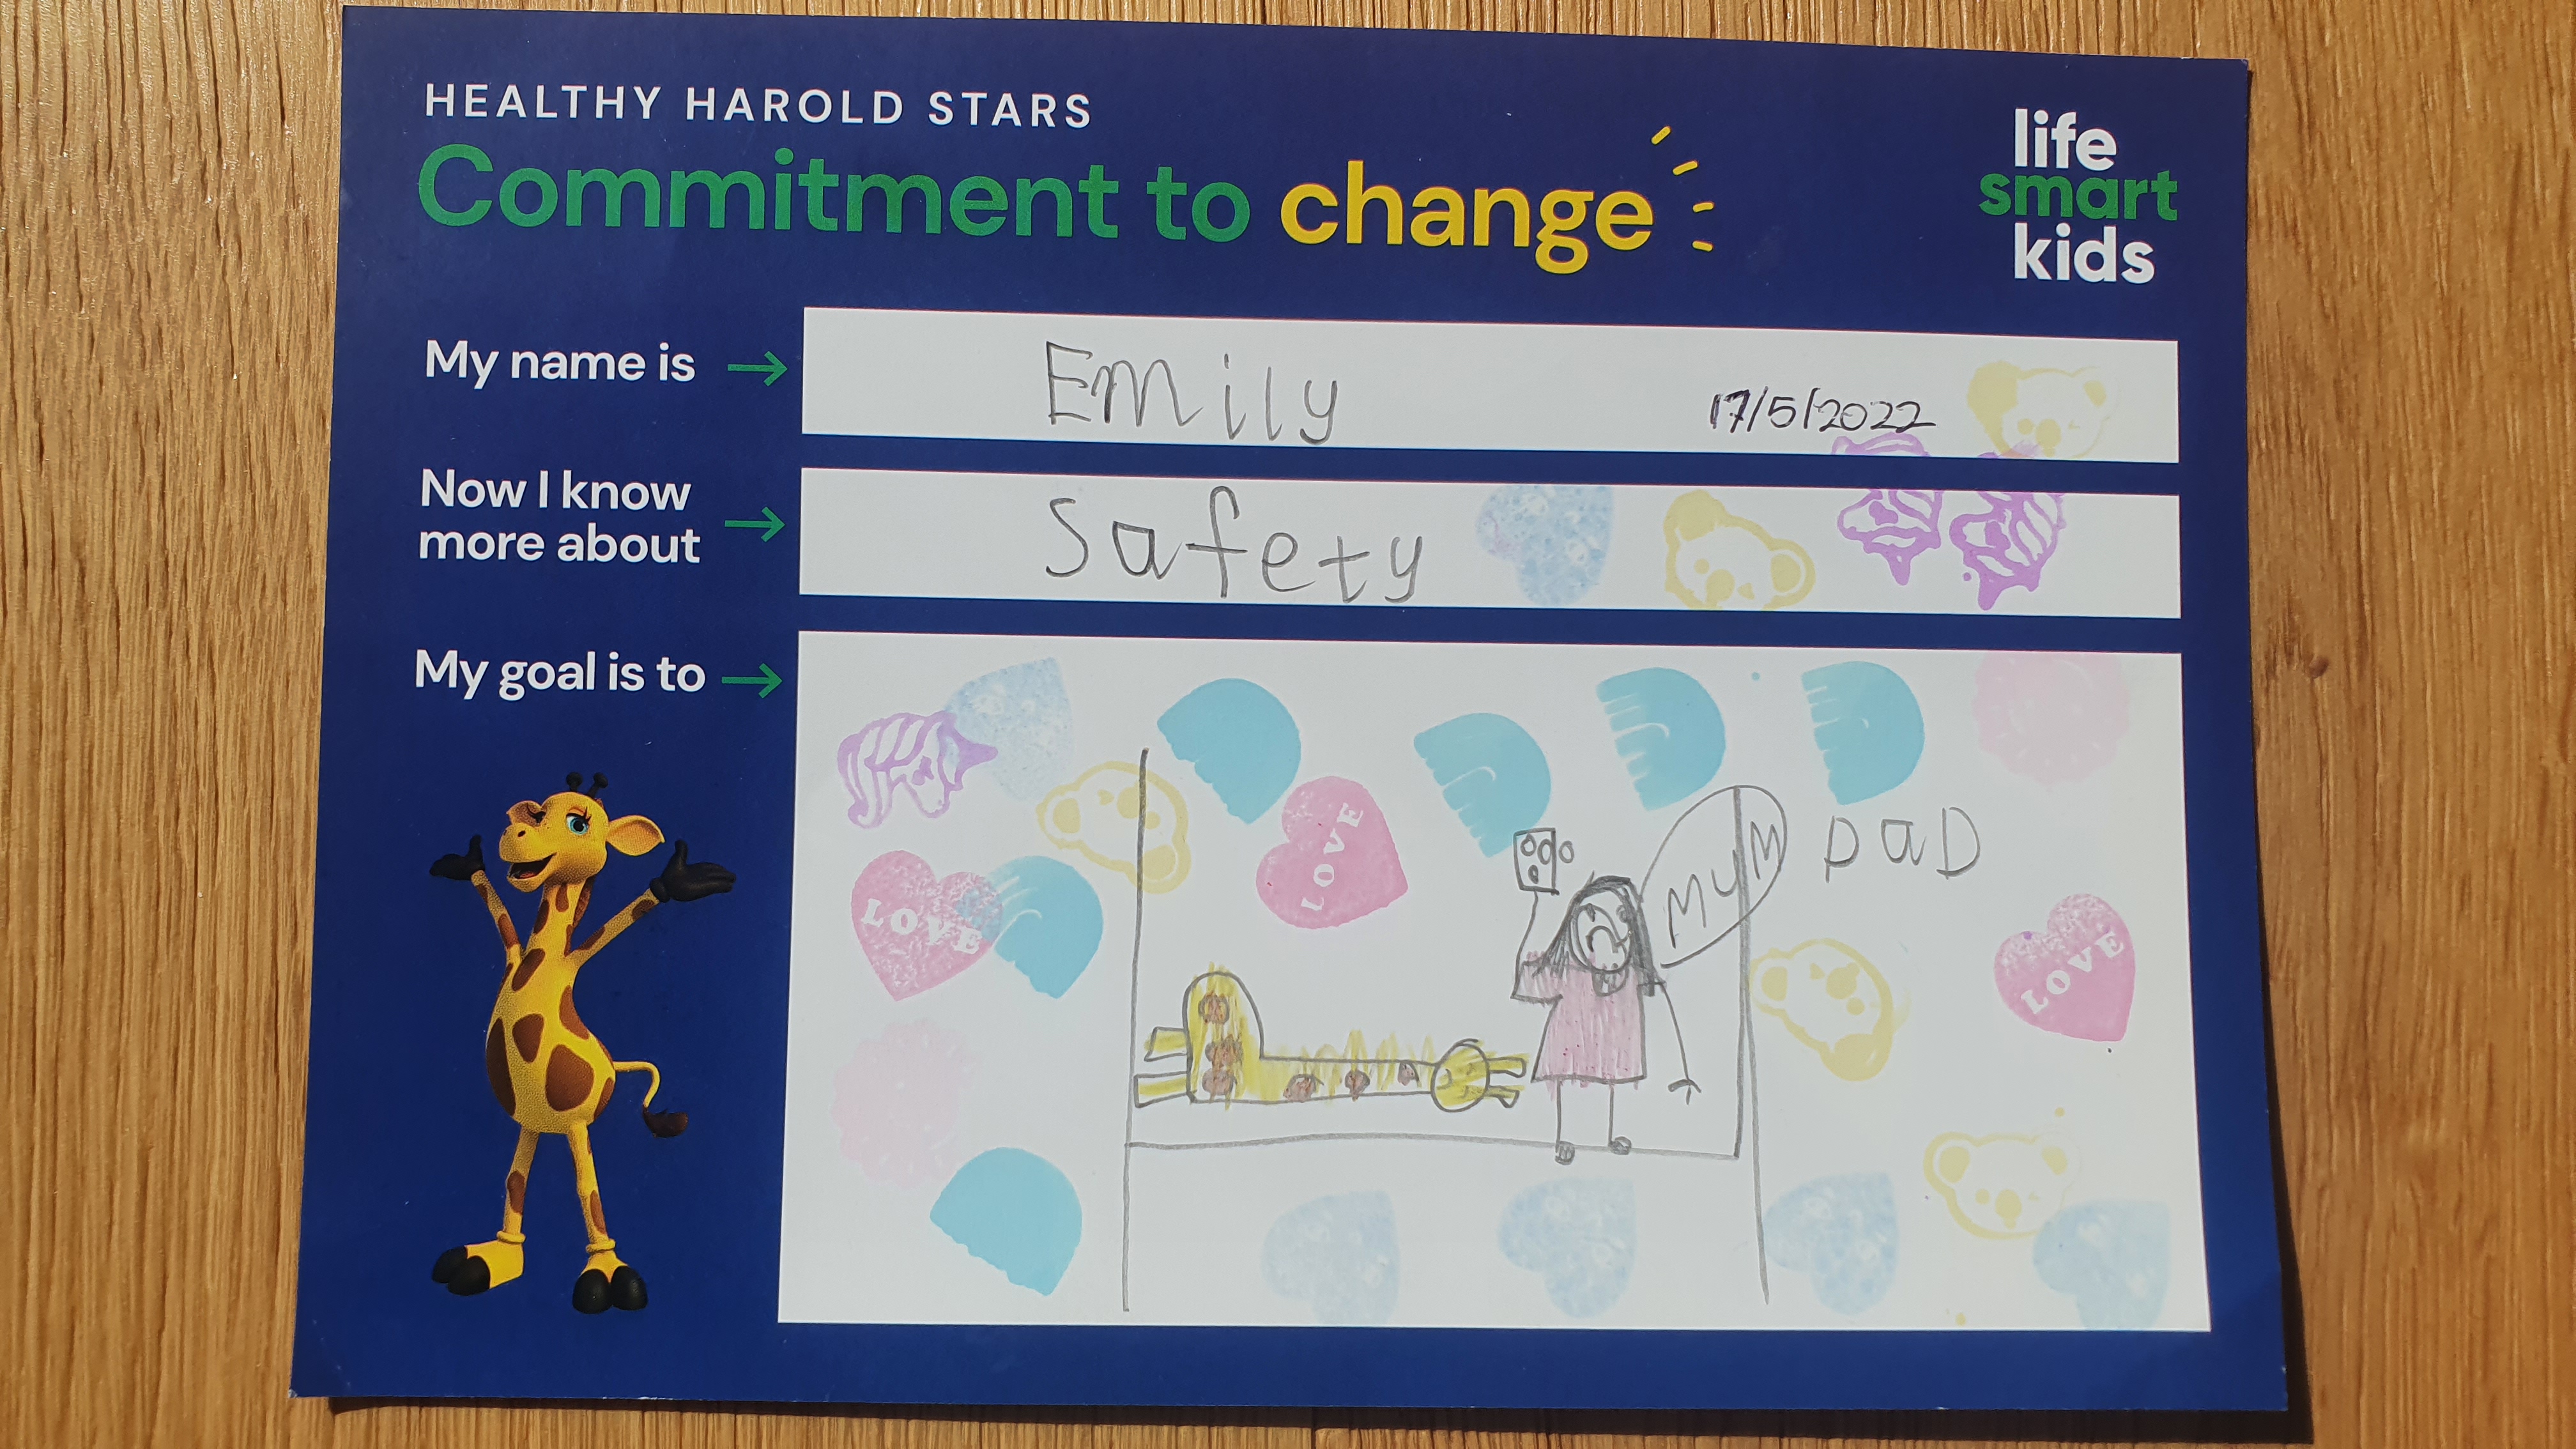 HEALTHY HAROLD STARS
Commitment to change
life
smart
kids
My name is
Emily
17/5/2022
Now I know
more about
Safety
My goal is to
LOVE
LOVE
MUM
DAD
LOVE